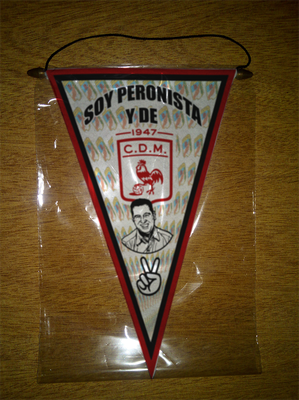 SOY PERONISTA
Y DE
1947
C.D.M.